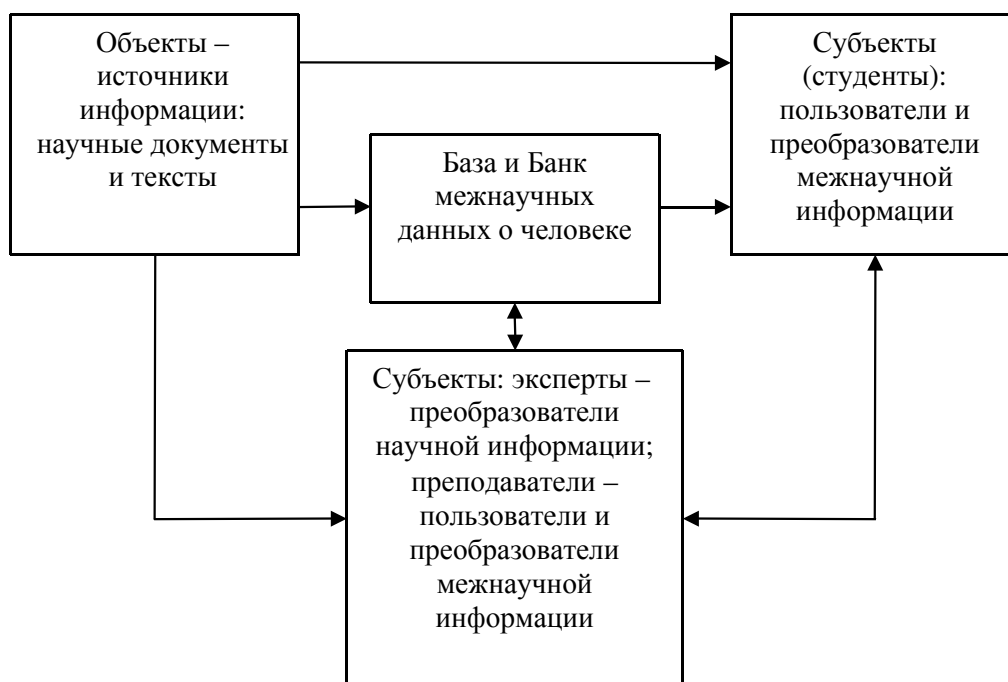 Объекты –
источники
информации:
научные документы
и тексты
База и Банк
межнаучных
данных о человеке
Субъекты
(студенты):
пользователи и
преобразователи
межнаучной
информации
Субъекты: эксперты –
преобразователи
научной информации;
преподаватели –
пользователи и
преобразователи
межнаучной
информации